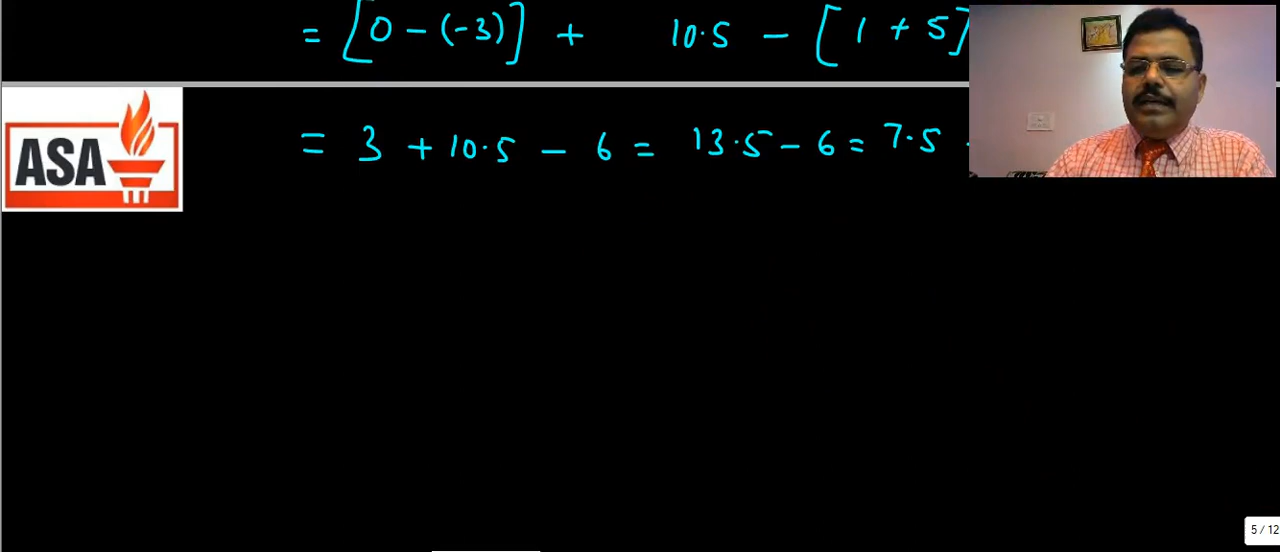 = [0 - (-3)] + 10.5 - [1 + 5]
= 3 + 10.5 - 6 = 13.5 - 6 = 7.5
ASA
5 / 12